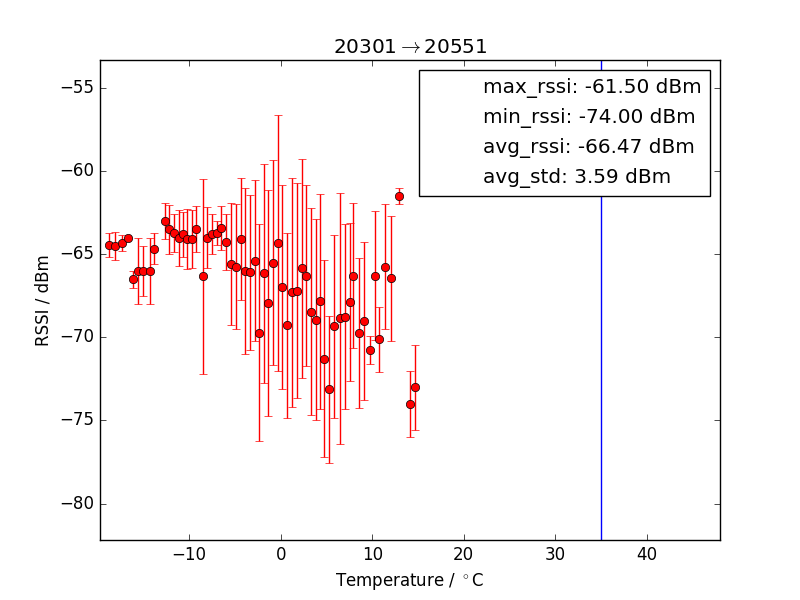 20301→20551
max_rssi: -61.50 dBm
min_rssi: -74.00 dBm
avg_rssi: -66.47 dBm
avg_std: 3.59 dBm
RSSI / dBm
−55
−60
−65
−70
−75
−80
−10
0
10
20
30
40
Temperature / °C